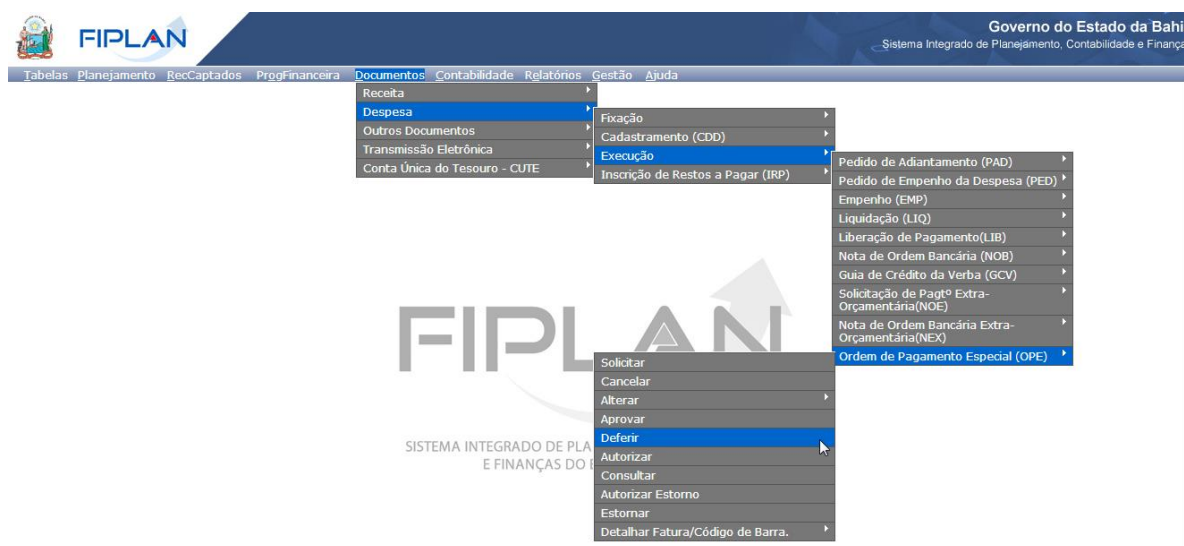 FIPLAN
Governo do Estado da Bahi
Sistema Integrado de Planejamento, Contabilidade e Finança
Tabelas Planejamento RecCaptados ProgFinanceira Documentos Contabilidade Relatórios Gestão Ajuda
Receita
Despesa
Outros Documentos
Transmissão Eletrônica
Conta Única do Tesouro - CUTE
Fixação
Cadastramento (CDD)
Execução
Inscrição de Restos a Pagar (IRP)
Pedido de Adiantamento (PAD)
Pedido de Empenho da Despesa (PED)
Empenho (EMP)
Liquidação (LIQ)
Liberação de Pagamento(LIB)
Nota de Ordem Bancária (NOB)
Guia de Crédito da Verba (GCV)
Solicitação de Pagtº Extra-
Orçamentária(NOE)
Nota de Ordem Bancária Extra-
Orçamentária(NEX)
Ordem de Pagamento Especial (OPE)
Solicitar
Cancelar
Alterar
Aprovar
Deferir
Autorizar
Consultar
Autorizar Estorno
Estornar
Detalhar Fatura/Código de Barra.
FIPLAN
SISTEMA INTEGRADO DE PLA
E FINANÇAS DO